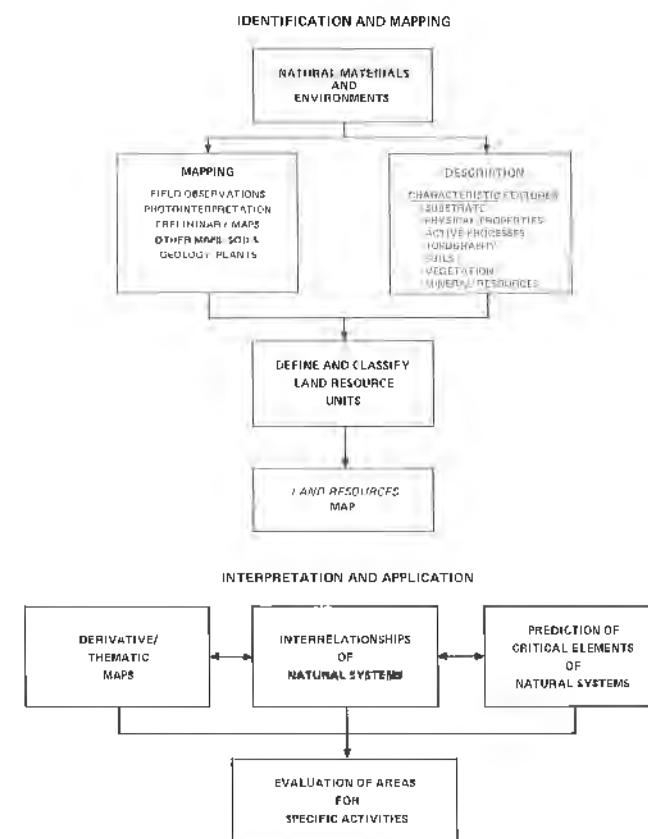 IDENTIFICATION AND MAPPING
NATURAL MATERIALS
AND
ENVIRONMENTS
MAPPING
FIELD OBSERVATIONS
PHOTOINTERPRETATION
PRELIMINARY MAPS
OTHER MAPS: SOILS
GEOLOGY PLANTS
DESCRIPTION
CHARACTERISTIC FEATURES
SUBSTRATE
PHYSICAL PROPERTIES
ACTIVE PROCESSES
TOPOGRAPHY
SOILS
VEGETATION
MINERAL RESOURCES
DEFINE AND CLASSIFY
LAND RESOURCE
UNITS
LAND RESOURCES
MAP
INTERPRETATION AND APPLICATION
DERIVATIVE/
THEMATIC
MAPS
INTERRELATIONSHIPS
OF
NATURAL SYSTEMS
PREDICTION OF
CRITICAL ELEMENTS
OF
NATURAL SYSTEMS
EVALUATION OF AREAS
FOR
SPECIFIC ACTIVITIES